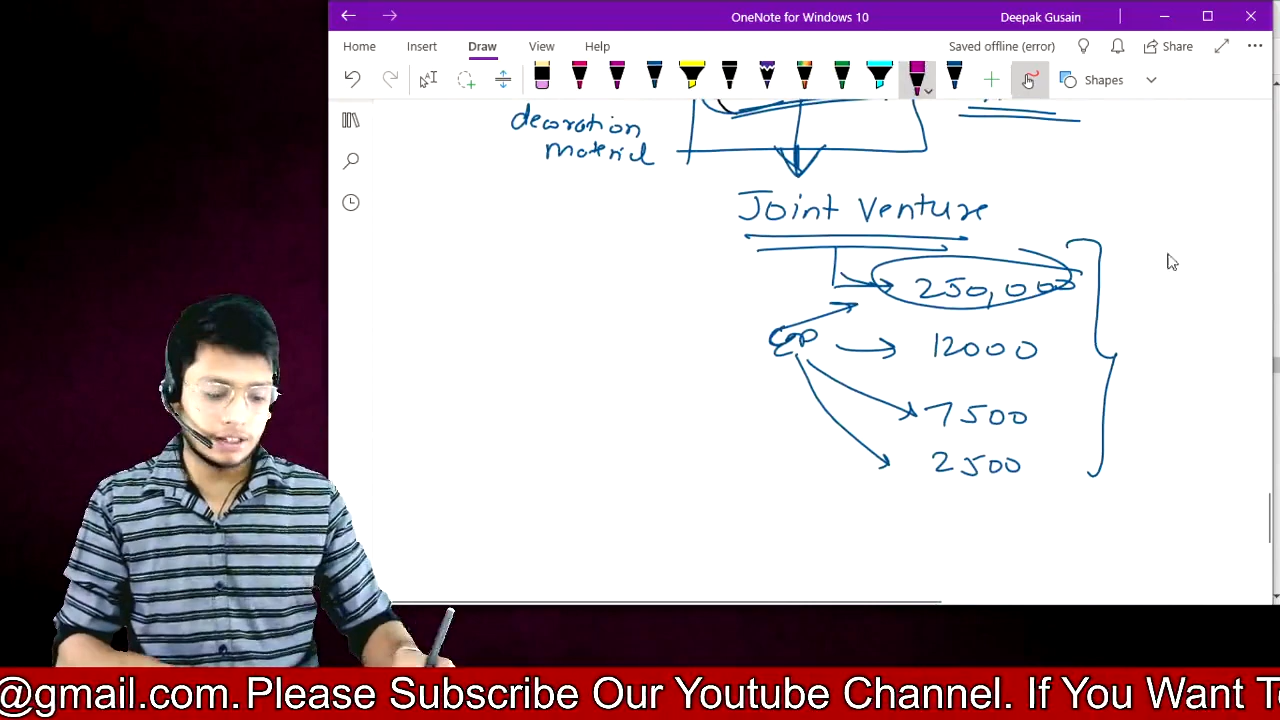 OneNote for Windows 10
Deepak Gusain
Home Insert Draw View Help
Saved offline (error)
Share
Shapes
decoration
Material
Joint Venture
250,000
12000
7500
2500
@gmail.com. Please Subscribe Our Youtube Channel. If You Want T